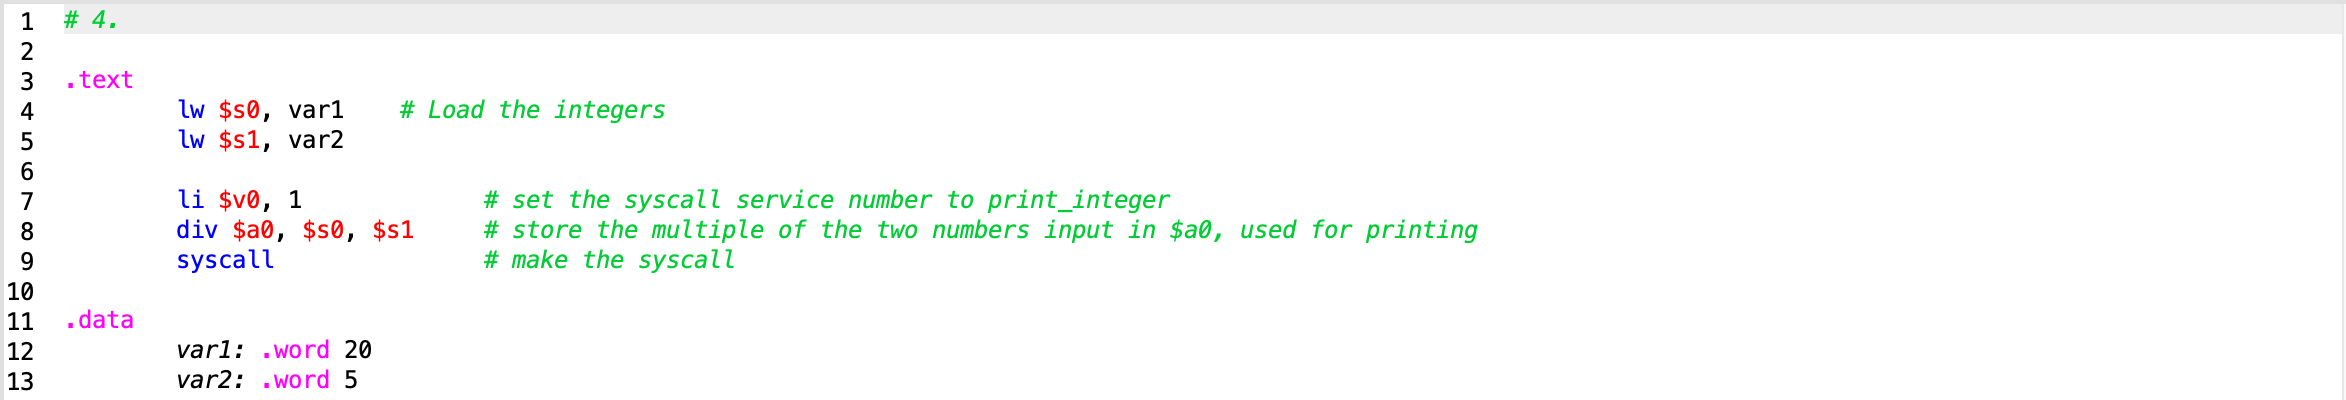 1 # 4.
2
3 .text
4 lw $s0, var1 # Load the integers
5 lw $s1, var2
6
7 li $v0, 1 # set the syscall service number to print_integer
8 div $a0, $s0, $s1 # store the multiple of the two numbers input in $a0, used for printing
9 syscall # make the syscall
10
11 .data
12 var1: .word 20
13 var2: .word 5